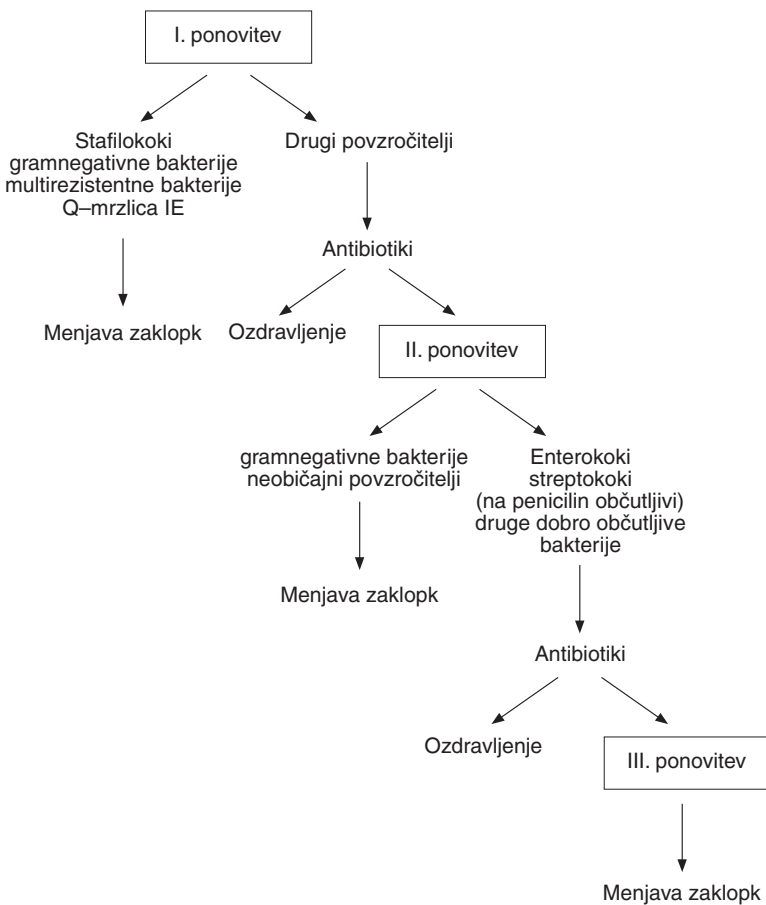 I. ponovitev
Stafilokoki
gramnegativne bakterije
multirezistentne bakterije
Q–mrzlica IE
Drugi povzročitelji
Antibiotiki
Menjava zaklopk
Ozdravljenje
II. ponovitev
gramnegativne bakterije
neobičajni povzročitelji
Enterokoki
streptokoki
(na penicilin občutljivi)
druge dobro občutljive
bakterije
Menjava zaklopk
Antibiotiki
Ozdravljenje
III. ponovitev
Menjava zaklopk